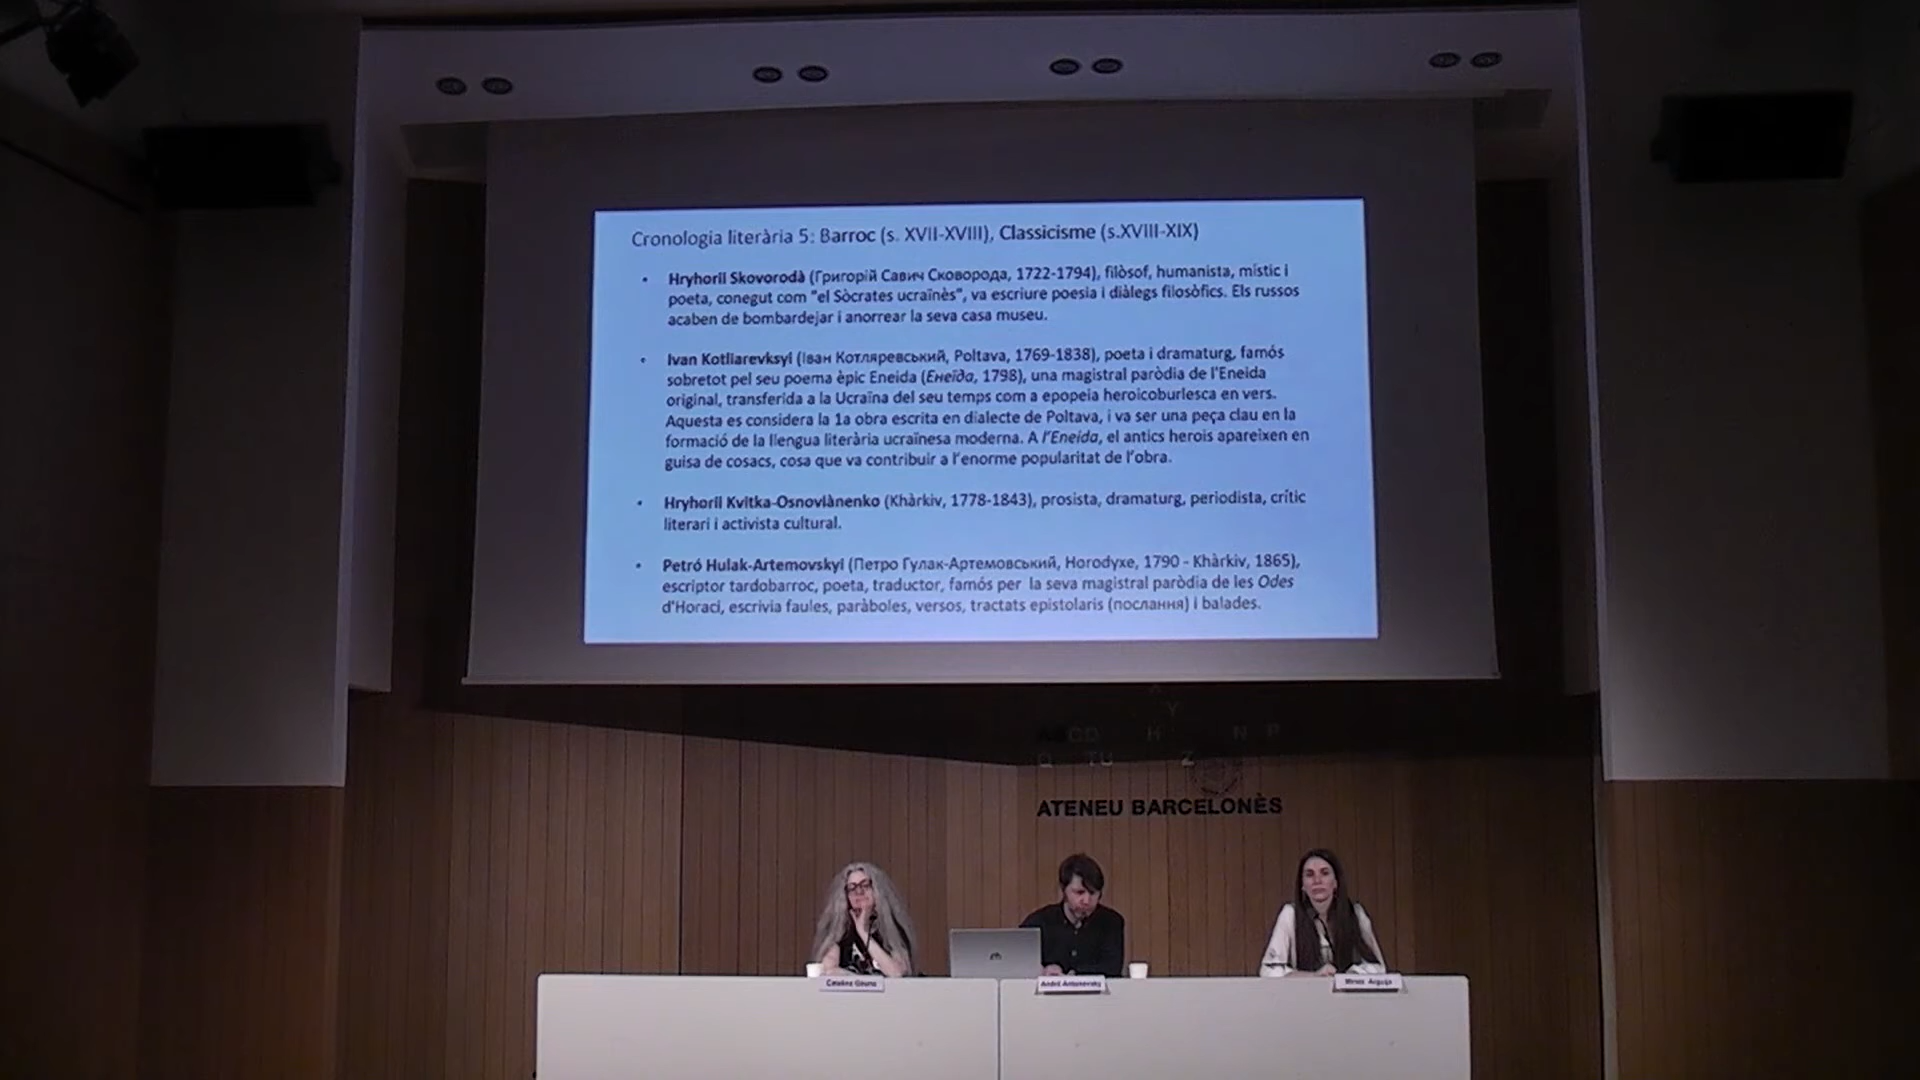 Cronologia literària 5: Barroc (s. XVII-XVIII), Classicisme (s.XVIII-XIX)
• Hryhorii Skovorodà (Григорій Савич Сковорода, 1722-1794), filòsof, humanista, místic i
poeta, conegut com "el Sòcrates ucraïnès", va escriure poesia i diàlegs filosòfics. Els russos
acaben de bombardejar i anorrear la seva casa museu.
• Ivan Kotliarevksyi (Іван Котляревський, Poltava, 1769-1838), poeta i dramaturg, famós
sobretot pel seu poema èpic Eneida (Енеїда, 1798), una magistral paròdia de l'Eneida
original, transferida a la Ucraïna del seu temps com a epopeia heroicoburlesca en vers.
Aquesta es considera la 1a obra escrita en dialecte de Poltava, i va ser una peça clau en la
formació de la llengua literària ucraïnesa moderna. A l'Eneida, el antics herois apareixen en
guisa de cosacs, cosa que va contribuir a l'enorme popularitat de l'obra.
• Hryhorii Kvitka-Osnoviànenko (Khàrkiv, 1778-1843), prosista, dramaturg, periodista, crític
literari i activista cultural.
• Petró Hulak-Artemovskyi (Петро Гулак-Артемовський, Horodyxe, 1790 - Khàrkiv, 1865),
escriptor tardobarroc, poeta, traductor, famós per la seva magistral paròdia de les Odes
d'Horaci, escrivia faules, paràboles, versos, tractats epistolaris (послання) i balades.
ATENEU BARCELONÈS
Catalina Girona
Andrii Antonovskyi